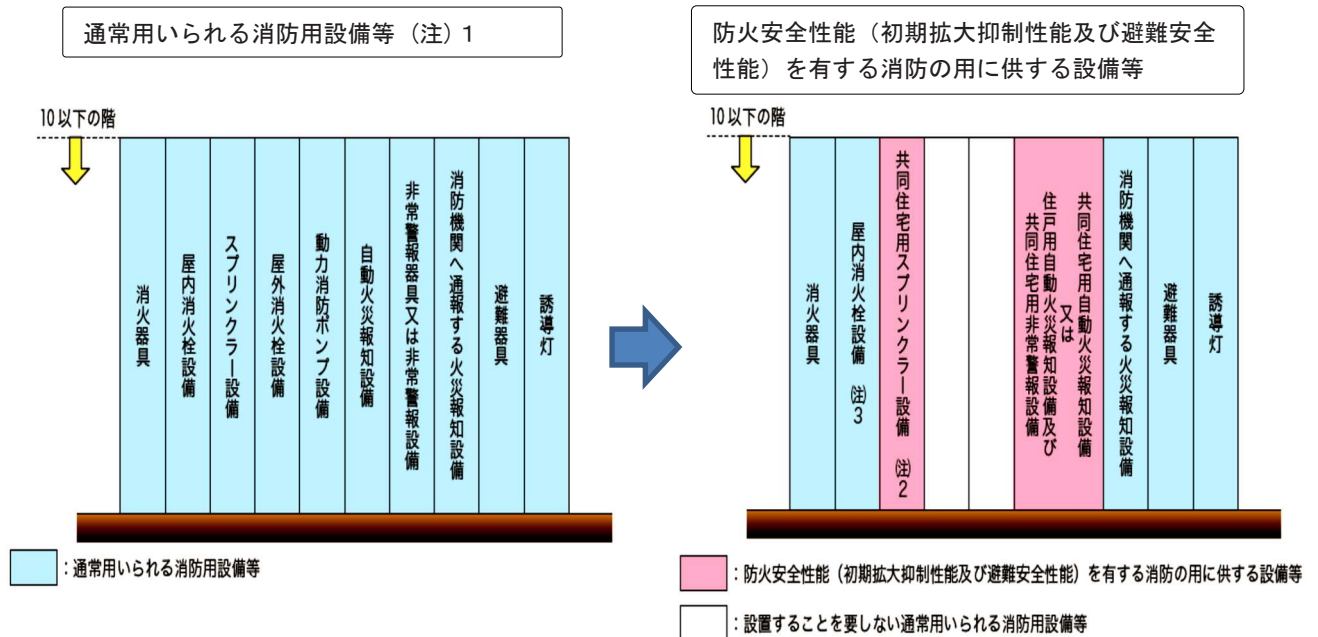 通常用いられる消防用設備等（注）1
防火安全性能（初期拡大抑制性能及び避難安全
性能）を有する消防の用に供する設備等
10以下の階
消火器具
屋内消火栓設備
スプリンクラー設備
屋外消火栓設備
動力消防ポンプ設備
自動火災報知設備
非常警報器具又は非常警報設備
消防機関へ通報する火災報知設備
避難器具
誘導灯
：通常用いられる消防用設備等
10以下の階
消火器具
屋内消火栓設備（注）3
共同住宅用スプリンクラー設備（注）2
共同住宅用自動火災報知設備
又は
住戸用自動火災報知設備及び
共同住宅用非常警報設備
消防機関へ通報する火災報知設備
避難器具
誘導灯
：防火安全性能（初期拡大抑制性能及び避難安全性能）を有する消防の用に供する設備等
：設置することを要しない通常用いられる消防用設備等